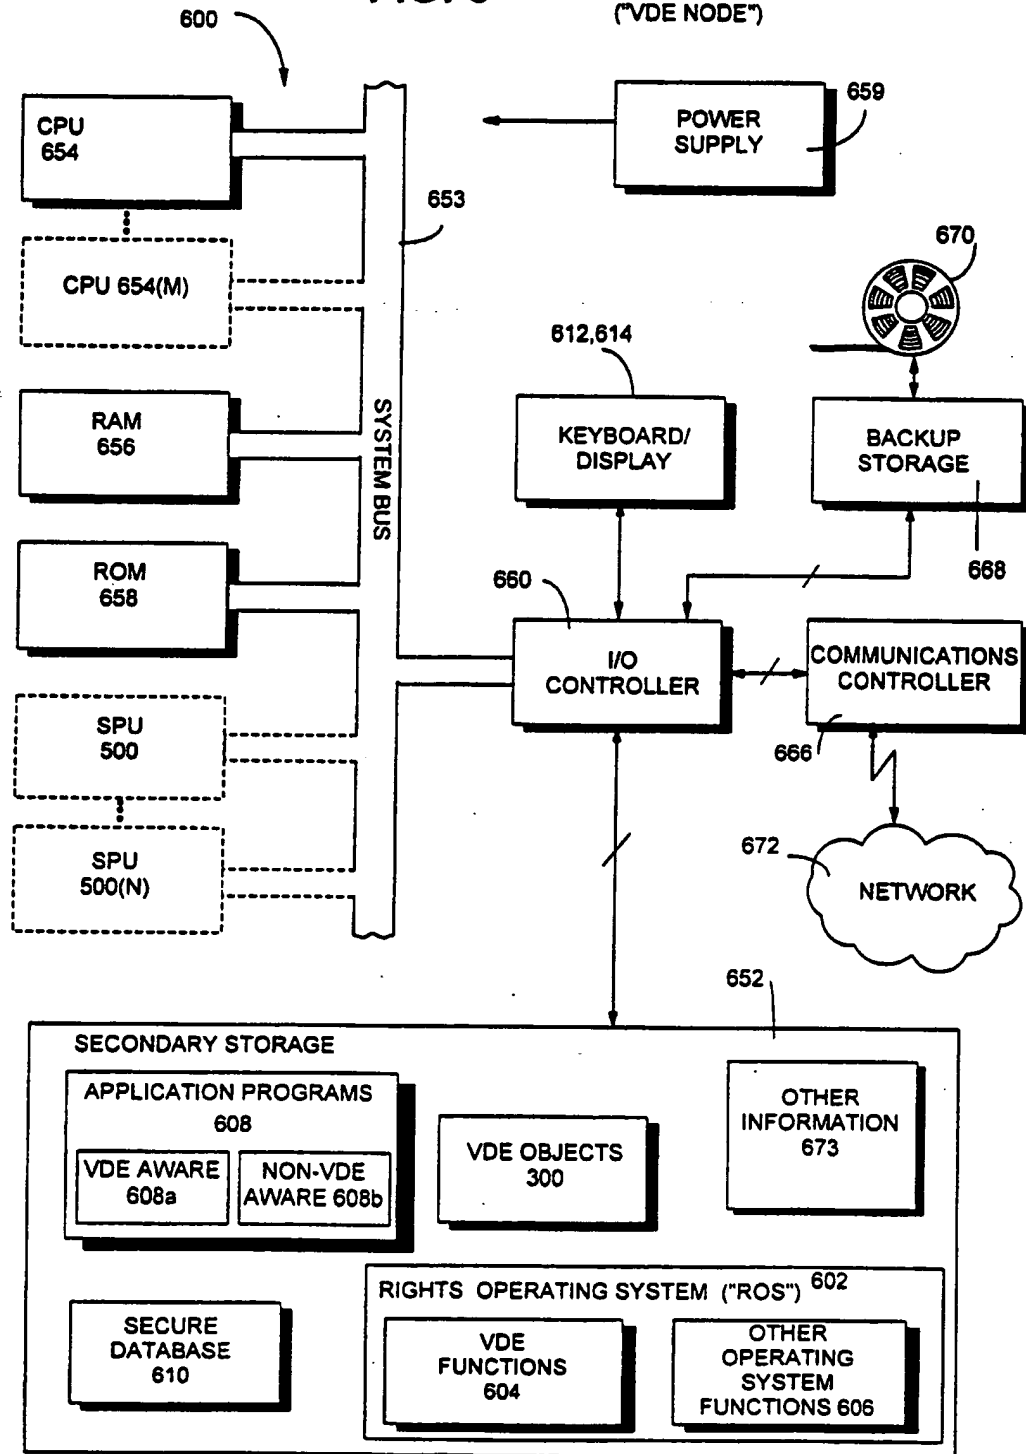 600
("VDE NODE")
CPU
654
POWER
SUPPLY
659
653
CPU 654(M)
670
612,614
RAM
656
SYSTEM BUS
KEYBOARD/
DISPLAY
BACKUP
STORAGE
668
ROM
658
660
I/O
CONTROLLER
COMMUNICATIONS
CONTROLLER
666
SPU
500
SPU
500(N)
672
NETWORK
652
SECONDARY STORAGE
APPLICATION PROGRAMS
608
VDE AWARE
608a
NON-VDE
AWARE 608b
VDE OBJECTS
300
OTHER
INFORMATION
673
SECURE
DATABASE
610
RIGHTS OPERATING SYSTEM ("ROS") 602
VDE
FUNCTIONS
604
OTHER
OPERATING
SYSTEM
FUNCTIONS 606